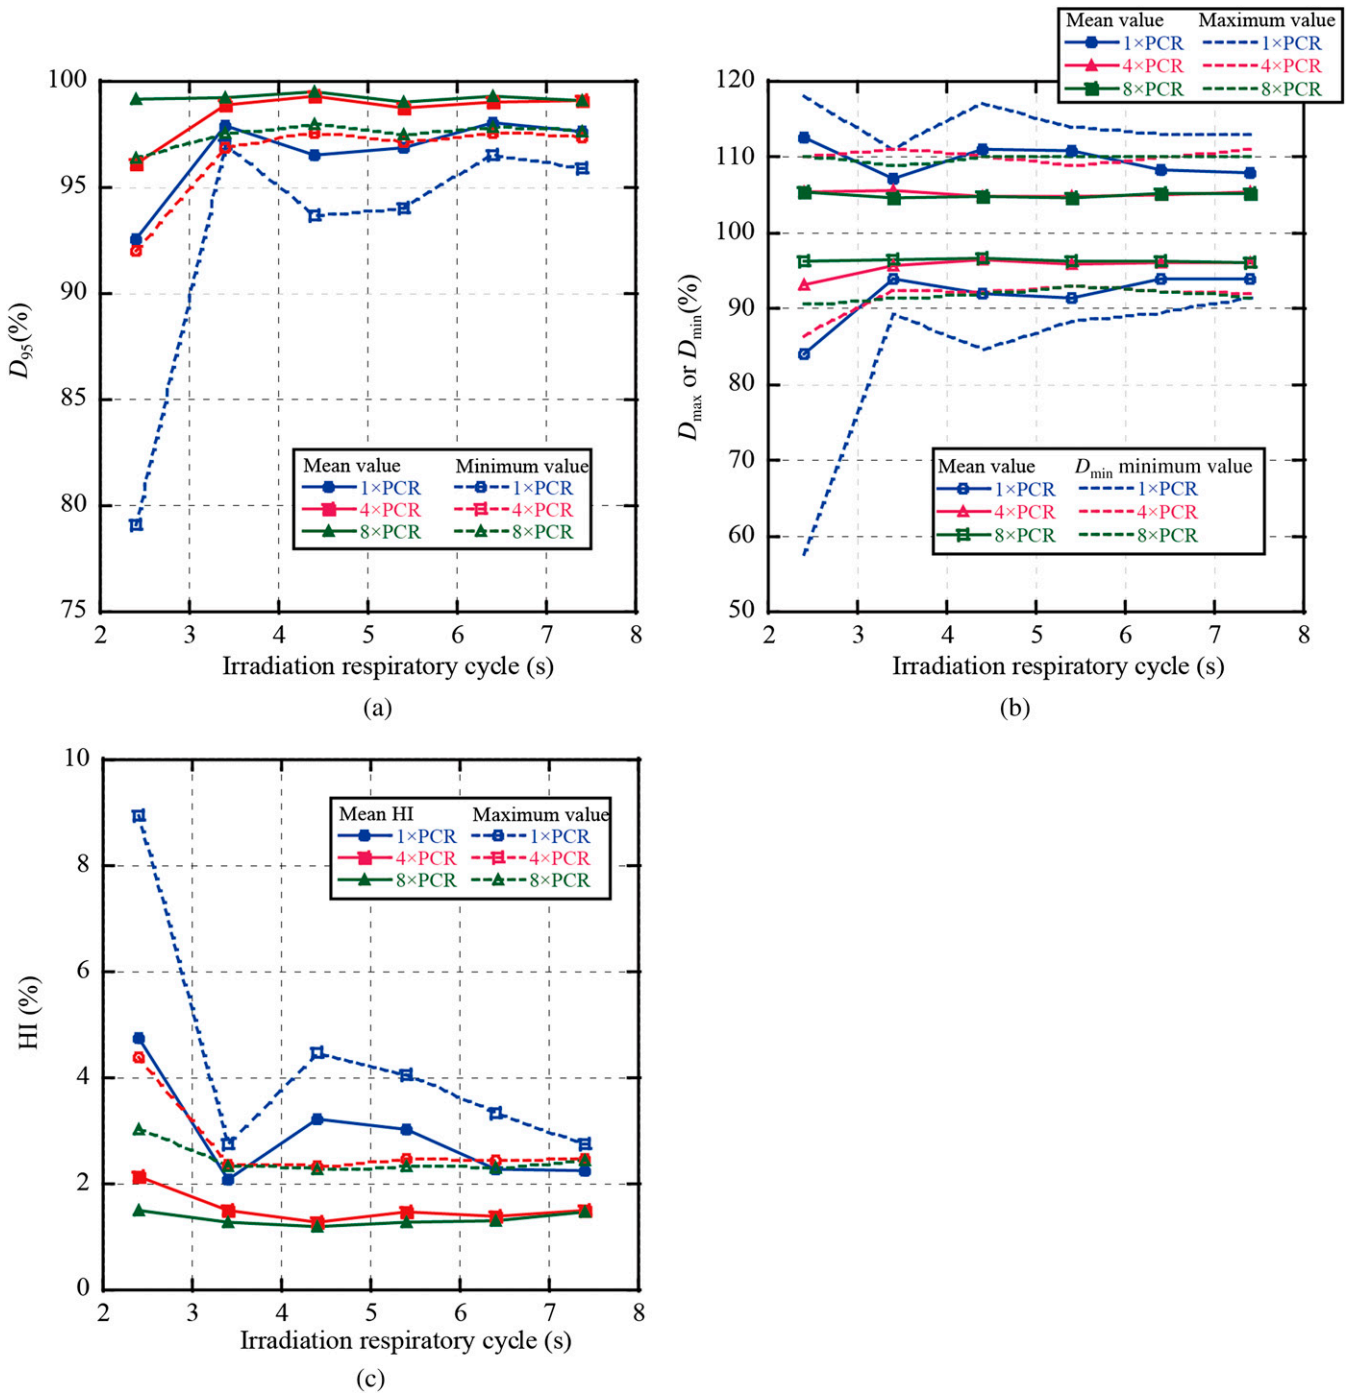 100
95
90
85
80
75
D95(%)
Mean value Minimum value
1×PCR 1×PCR
4×PCR 4×PCR
8×PCR 8×PCR
2 3 4 5 6 7 8
Irradiation respiratory cycle (s)
(a)
Mean value Maximum value
1×PCR 1×PCR
4×PCR 4×PCR
8×PCR 8×PCR
120
110
100
90
80
70
60
50
Dmax or Dmin(%)
Mean value Dmin minimum value
1×PCR 1×PCR
4×PCR 4×PCR
8×PCR 8×PCR
2 3 4 5 6 7 8
Irradiation respiratory cycle (s)
(b)
10
8
6
4
2
0
HI (%)
Mean HI Maximum value
1×PCR 1×PCR
4×PCR 4×PCR
8×PCR 8×PCR
2 3 4 5 6 7 8
Irradiation respiratory cycle (s)
(c)